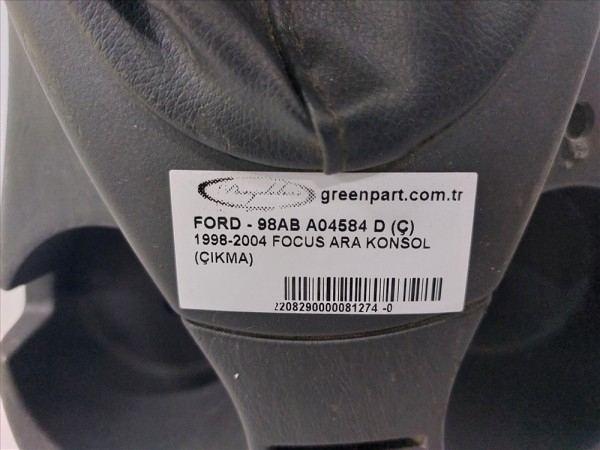 greenpart.com.tr
FORD - 98AB A04584 D (Ç)
1998-2004 FOCUS ARA KONSOL
(ÇIKMA)
2208290000081274 -0